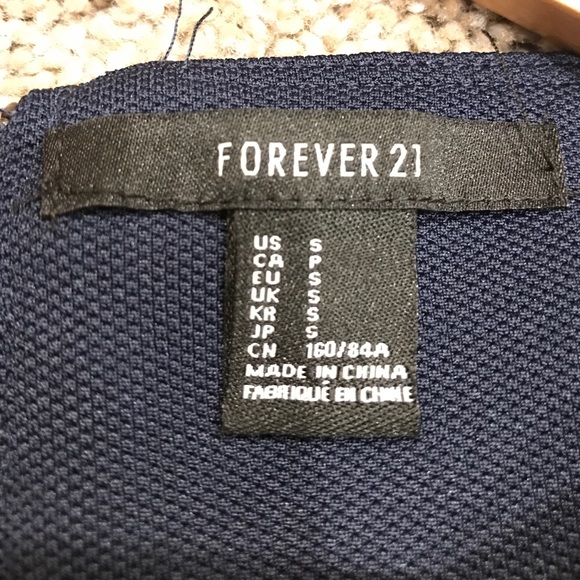 FOREVER 21
US S
CA P
EU S
UK S
KR S
JP S
CN 160/84A
MADE IN CHINA
FABRIQUÉ EN CHINE